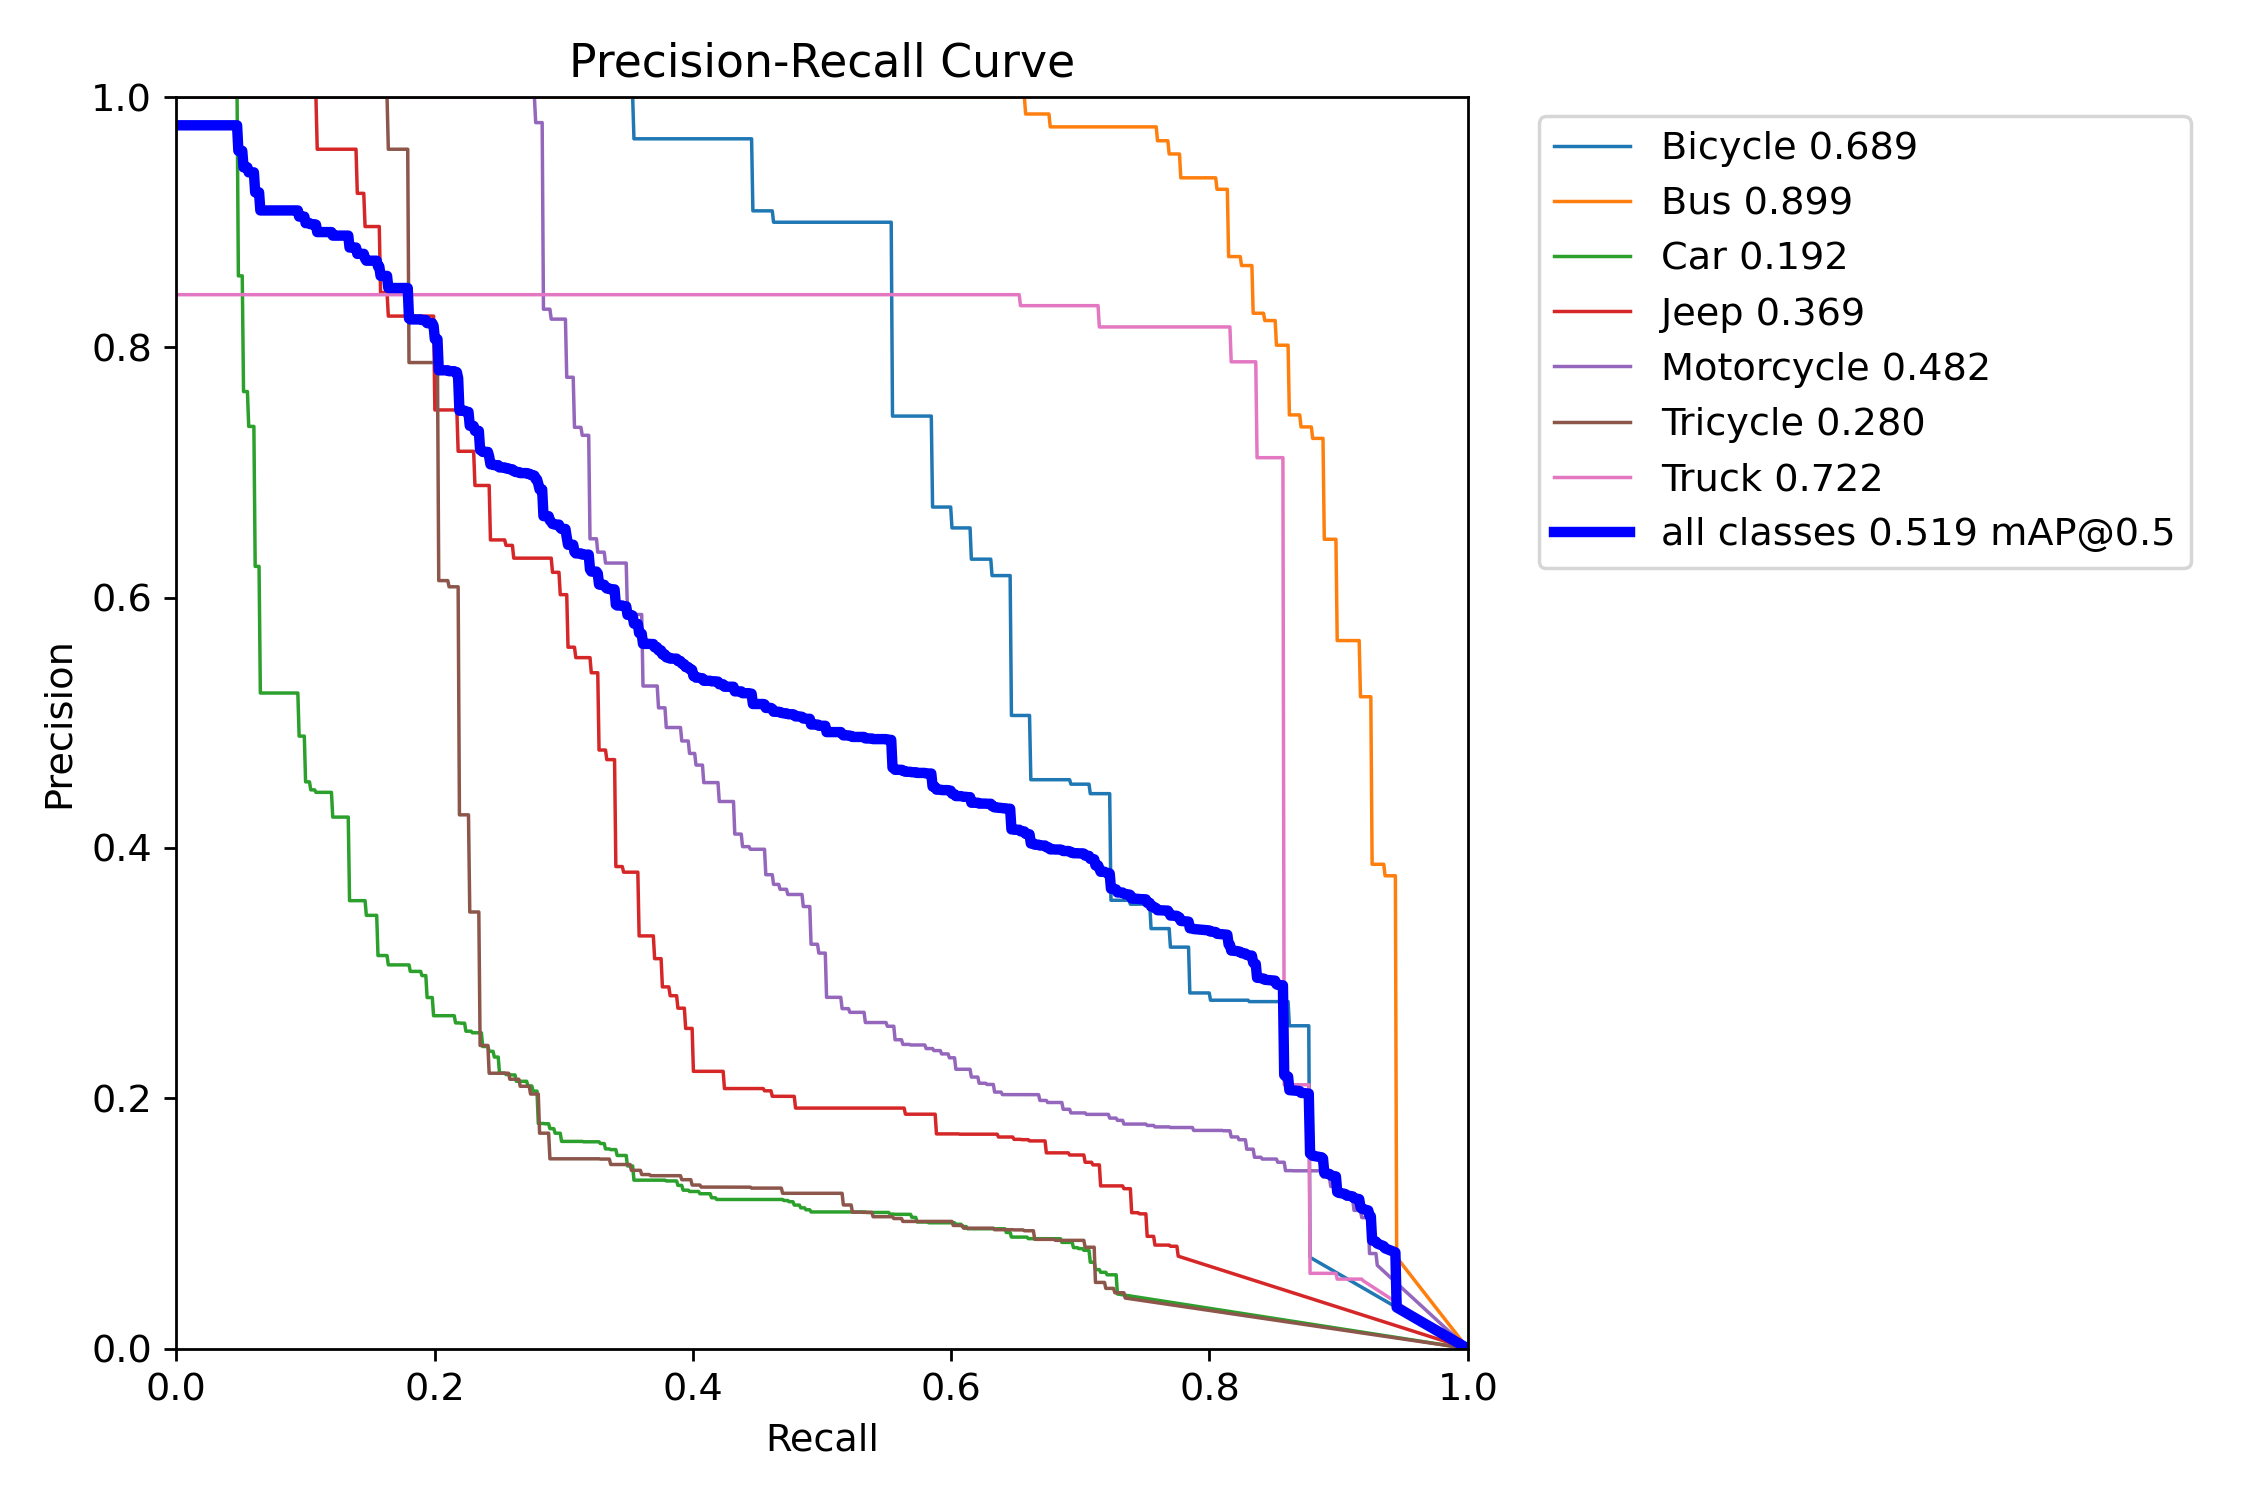 Precision-Recall Curve
1.0
0.8
0.6
0.4
0.2
0.0
Precision
0.0 0.2 0.4 0.6 0.8 1.0
Recall
Bicycle 0.689
Bus 0.899
Car 0.192
Jeep 0.369
Motorcycle 0.482
Tricycle 0.280
Truck 0.722
all classes 0.519 mAP@0.5